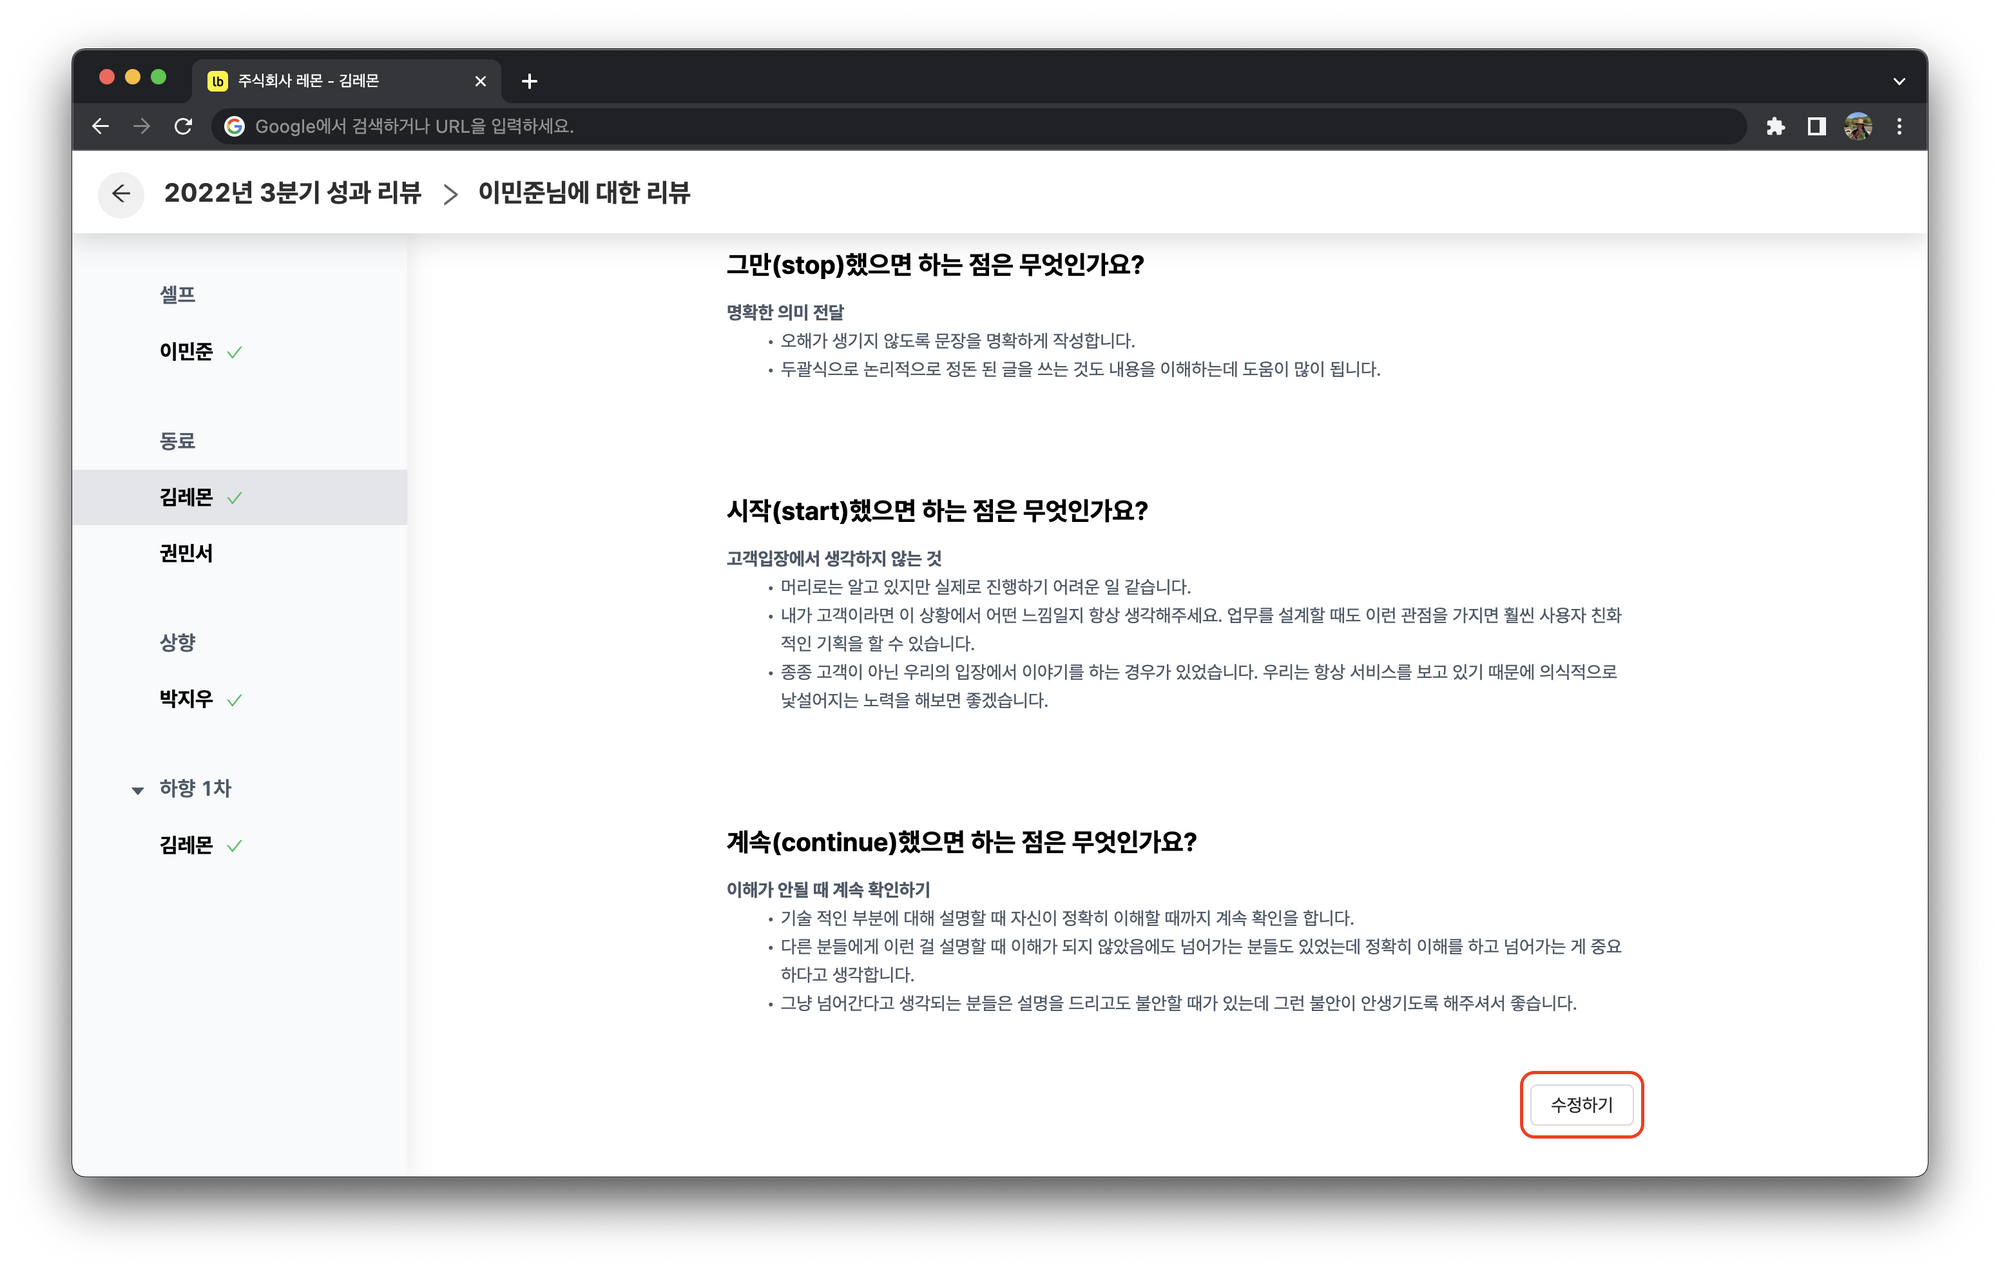 lb 주식회사 레몬 - 김레몬
Google에서 검색하거나 URL을 입력하세요.
2022년 3분기 성과 리뷰 > 이민준님에 대한 리뷰
셀프
이민준
동료
김레몬
권민서
상향
박지우
하향 1차
김레몬
그만(stop)했으면 하는 점은 무엇인가요?
명확한 의미 전달
• 오해가 생기지 않도록 문장을 명확하게 작성합니다.
• 두괄식으로 논리적으로 정돈 된 글을 쓰는 것도 내용을 이해하는데 도움이 많이 됩니다.
시작(start)했으면 하는 점은 무엇인가요?
고객입장에서 생각하지 않는 것
• 머리로는 알고 있지만 실제로 진행하기 어려운 일 같습니다.
• 내가 고객이라면 이 상황에서 어떤 느낌일지 항상 생각해주세요. 업무를 설계할 때도 이런 관점을 가지면 훨씬 사용자 친화
적인 기획을 할 수 있습니다.
• 종종 고객이 아닌 우리의 입장에서 이야기를 하는 경우가 있었습니다. 우리는 항상 서비스를 보고 있기 때문에 의식적으로
낯설어지는 노력을 해보면 좋겠습니다.
계속(continue)했으면 하는 점은 무엇인가요?
이해가 안될 때 계속 확인하기
• 기술 적인 부분에 대해 설명할 때 자신이 정확히 이해할 때까지 계속 확인을 합니다.
• 다른 분들에게 이런 걸 설명할 때 이해가 되지 않았음에도 넘어가는 분들도 있었는데 정확히 이해를 하고 넘어가는 게 중요
하다고 생각합니다.
• 그냥 넘어간다고 생각되는 분들은 설명을 드리고도 불안할 때가 있는데 그런 불안이 안생기도록 해주셔서 좋습니다.
수정하기